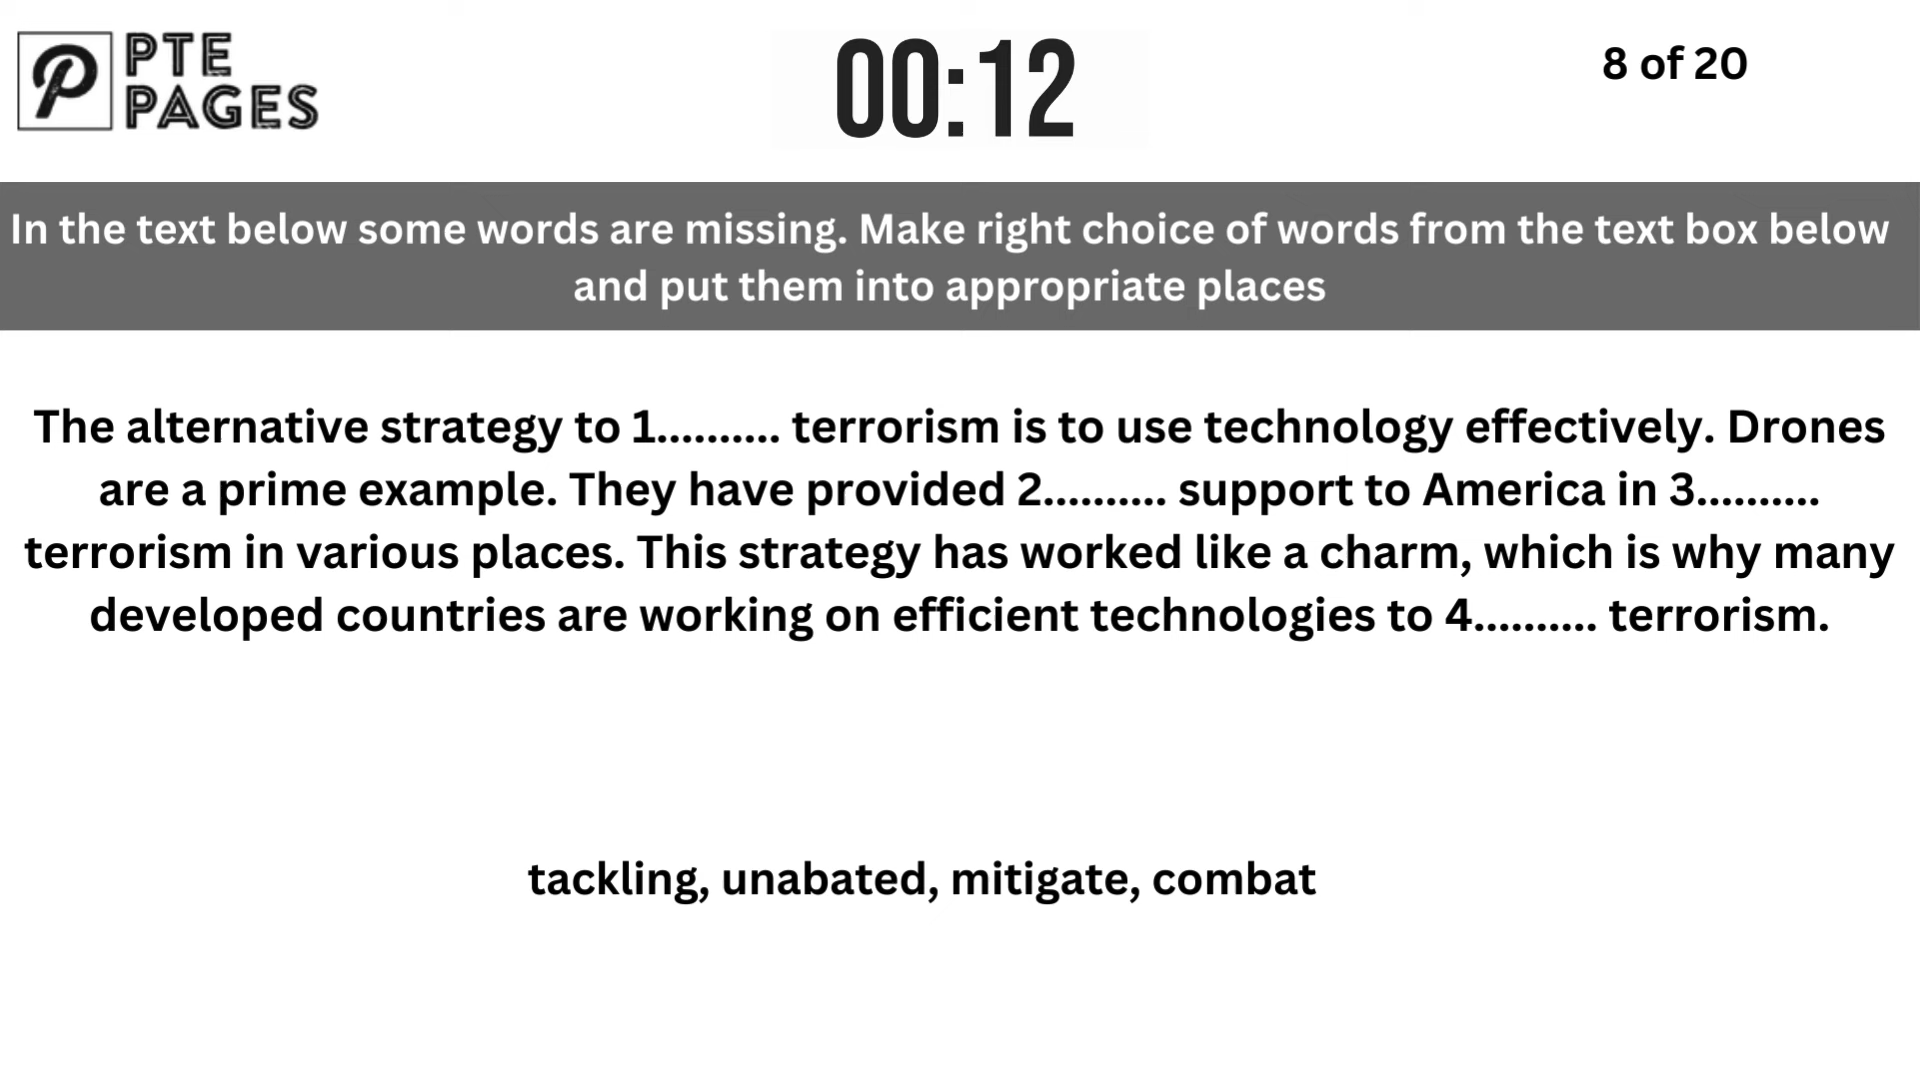 PTE
PAGES
00:12
8 of 20
In the text below some words are missing. Make right choice of words from the text box below
and put them into appropriate places
The alternative strategy to 1.......... terrorism is to use technology effectively. Drones
are a prime example. They have provided 2.......... support to America in 3..........
terrorism in various places. This strategy has worked like a charm, which is why many
developed countries are working on efficient technologies to 4.......... terrorism.
tackling, unabated, mitigate, combat